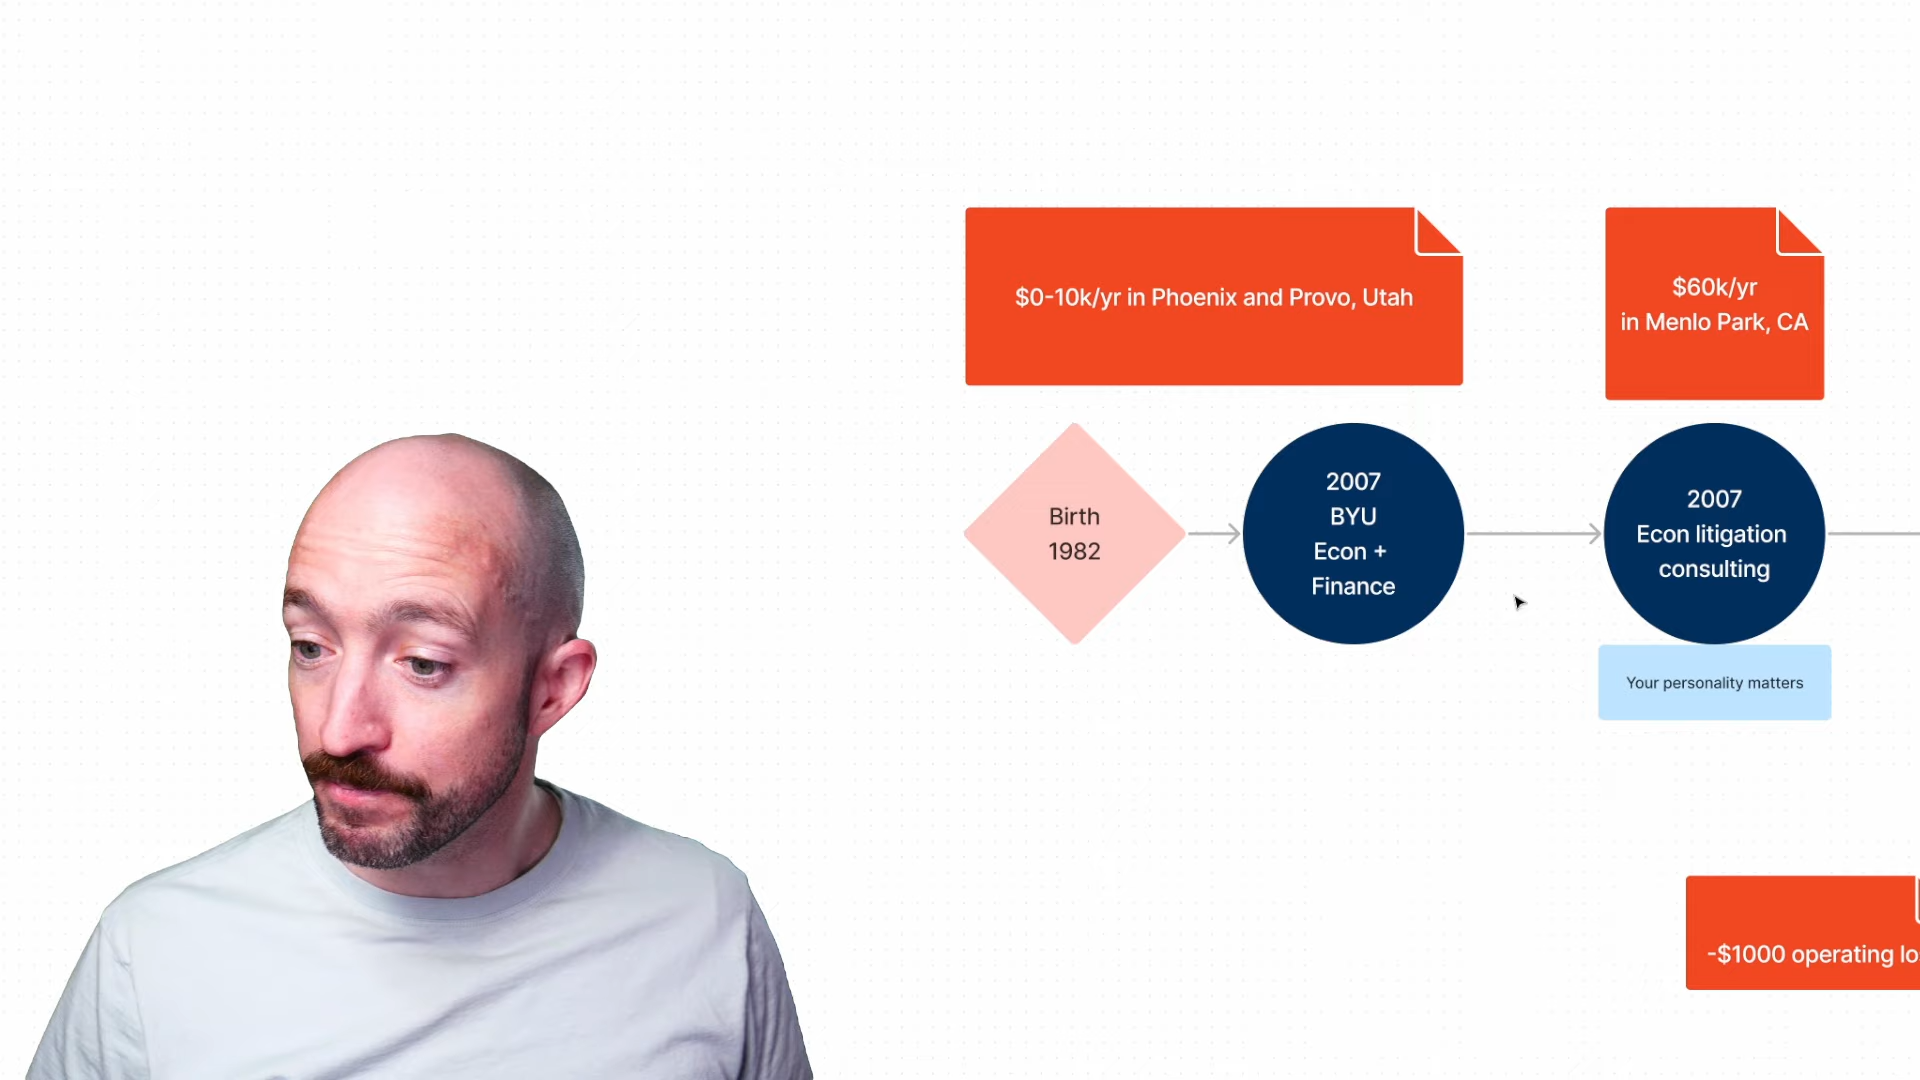 $0-10k/yr in Phoenix and Provo, Utah
$60k/yr
in Menlo Park, CA
Birth
1982
2007
BYU
Econ +
Finance
2007
Econ litigation
consulting
Your personality matters
-$1000 operating